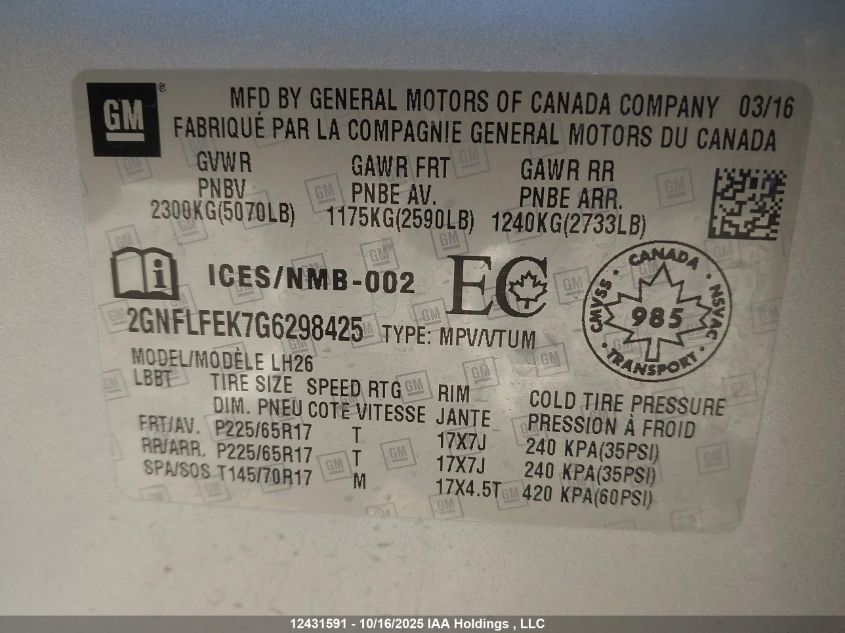 GM ®
MFD BY GENERAL MOTORS OF CANADA COMPANY 03/16
FABRIQUÉ PAR LA COMPAGNIE GENERAL MOTORS DU CANADA
GVWR GAWR FRT GAWR RR
PNBV PNBE AV. PNBE ARR.
2300KG(5070LB) 1175KG(2590LB) 1240KG(2733LB)
i ICES/NMB-002 EC
CANADA
CMVSS 985 NSVAC
TRANSPORT
2GNFLFEK7G6298425 TYPE: MPV/VTUM
MODEL/MODÈLE LH26
LBBT TIRE SIZE SPEED RTG RIM COLD TIRE PRESSURE
DIM. PNEU COTE VITESSE JANTE PRESSION À FROID
FRT/AV. P225/65R17 T 17X7J 240 KPA(35PSI)
RR/ARR. P225/65R17 T 17X7J 240 KPA(35PSI)
SPA/SOS T145/70R17 M 17X4.5T 420 KPA(60PSI)
12431591 - 10/16/2025 IAA Holdings , LLC